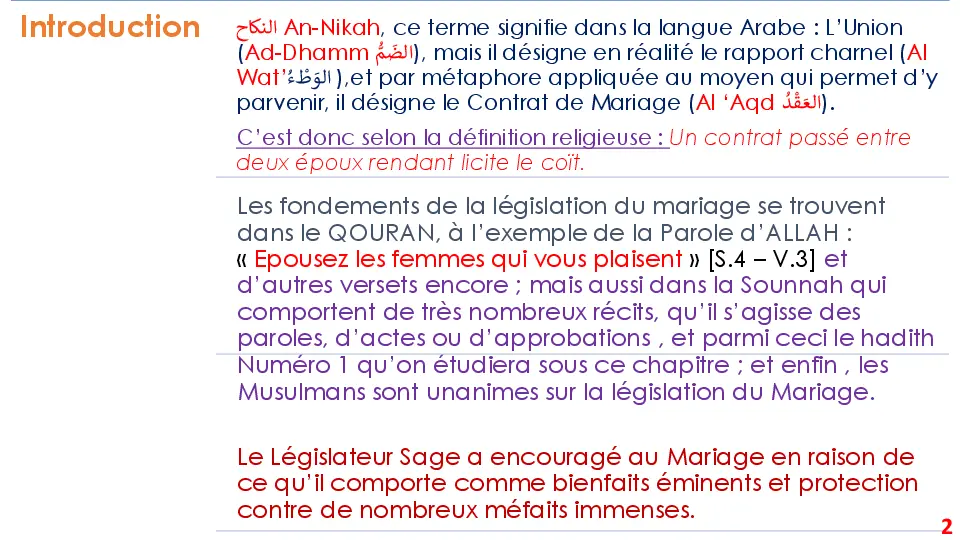 Introduction
النكاح An-Nikah, ce terme signifie dans la langue Arabe : L’Union
(Ad-Dhamm الضَمُّ), mais il désigne en réalité le rapport charnel (Al
Wat’الوَطْءُ ),et par métaphore appliquée au moyen qui permet d’y
parvenir, il désigne le Contrat de Mariage (Al ‘Aqd العَقْدُ).
C’est donc selon la définition religieuse : Un contrat passé entre
deux époux rendant licite le coït.
Les fondements de la législation du mariage se trouvent
dans le QOURAN, à l’exemple de la Parole d’ALLAH :
« Epousez les femmes qui vous plaisent » [S.4 – V.3] et
d’autres versets encore ; mais aussi dans la Sounnah qui
comportent de très nombreux récits, qu’il s’agisse des
paroles, d’actes ou d’approbations , et parmi ceci le hadith
Numéro 1 qu’on étudiera sous ce chapitre ; et enfin , les
Musulmans sont unanimes sur la législation du Mariage.
Le Législateur Sage a encouragé au Mariage en raison de
ce qu’il comporte comme bienfaits éminents et protection
contre de nombreux méfaits immenses.
2